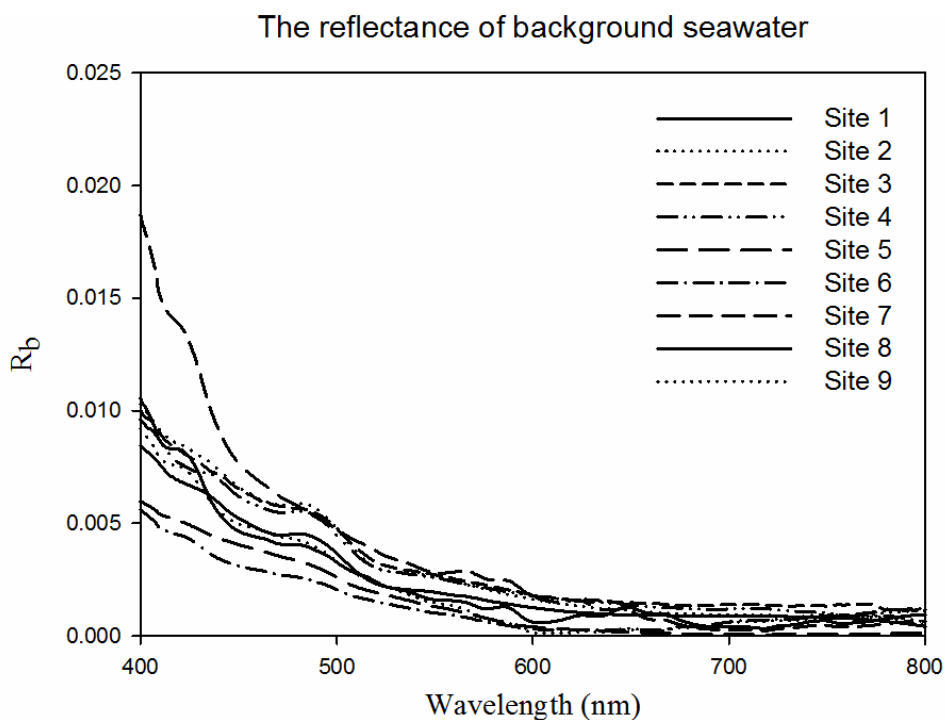 The reflectance of background seawater
0.025
0.020
0.015
0.010
0.005
0.000
R_b
400
500
600
700
800
Wavelength (nm)
Site 1
Site 2
Site 3
Site 4
Site 5
Site 6
Site 7
Site 8
Site 9